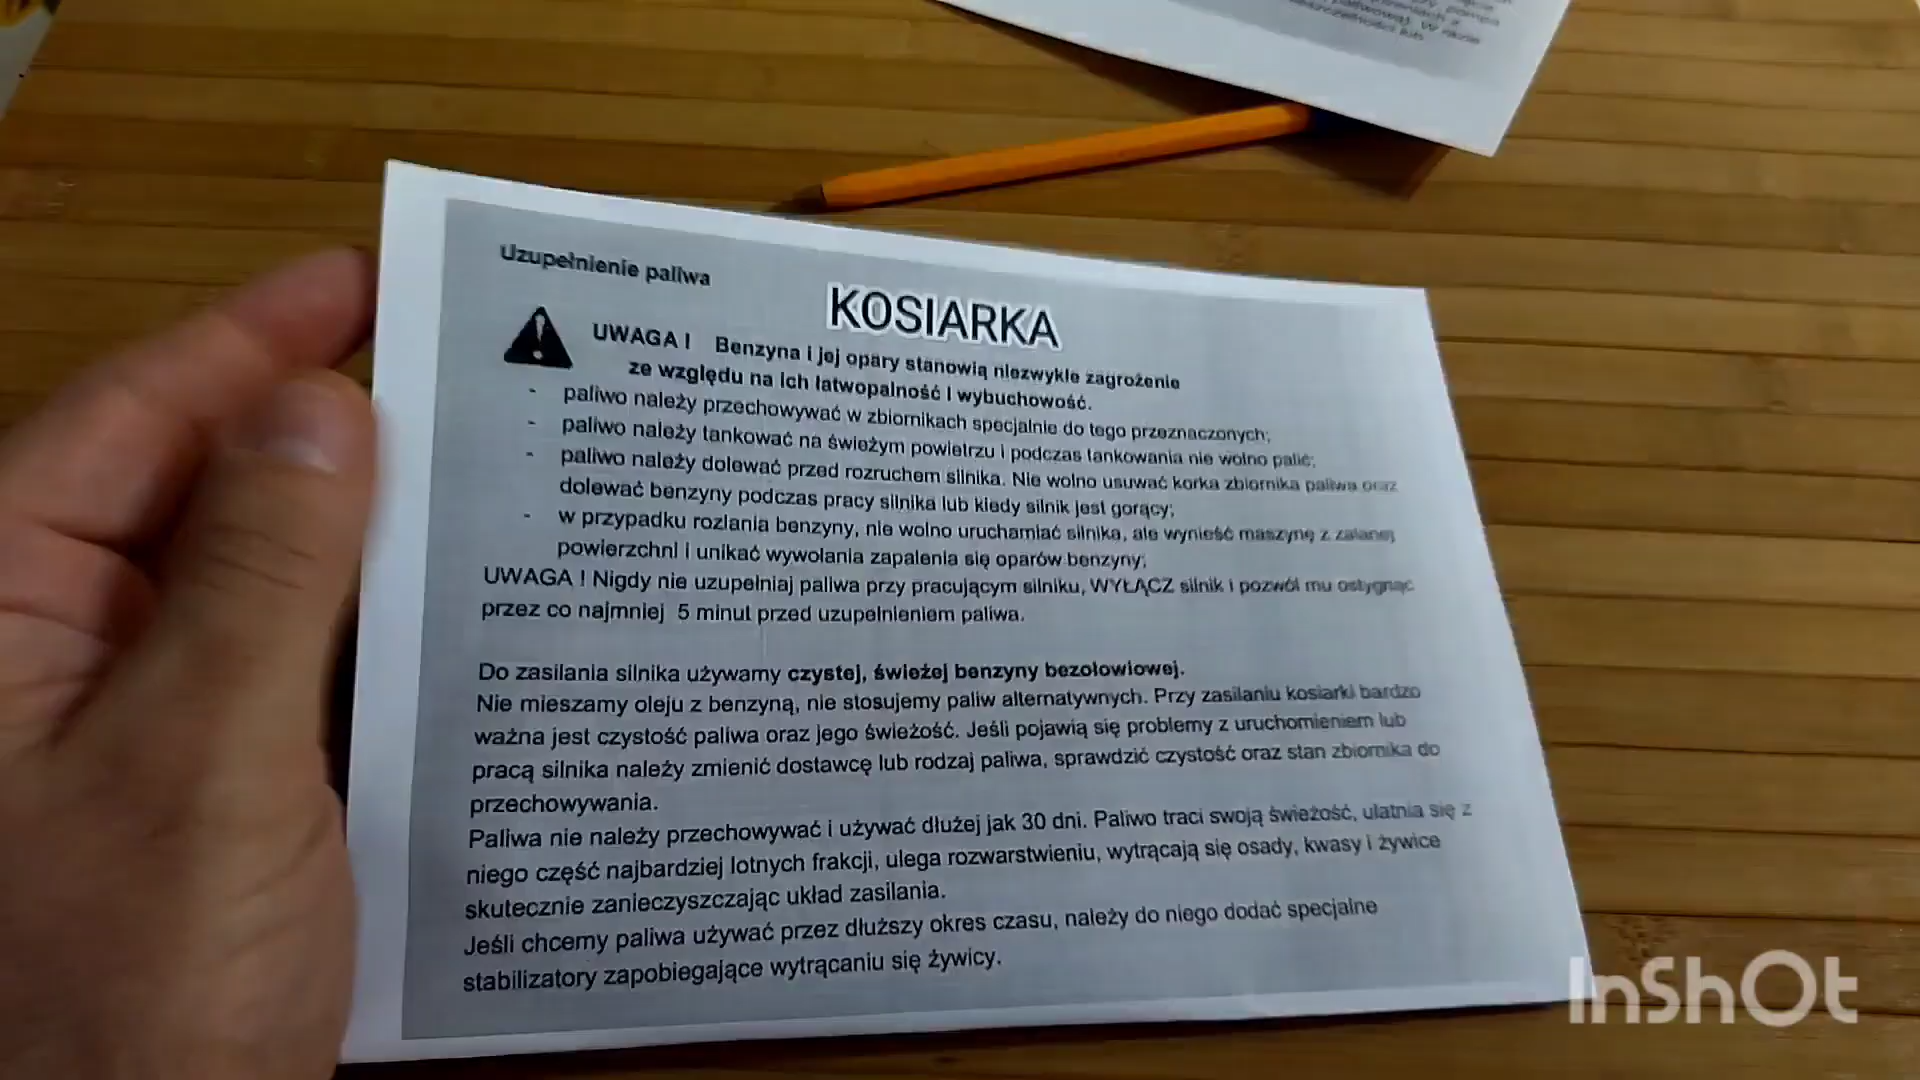 Uzupełnienie paliwa
KOSIARKA
UWAGA ! Benzyna i jej opary stanowią niezwykle zagrożenie
ze względu na ich łatwopalność i wybuchowość.
- paliwo należy przechowywać w zbiornikach specjalnie do tego przeznaczonych;
- paliwo należy tankować na świeżym powietrzu i podczas tankowania nie wolno palić;
- paliwo należy dolewać przed rozruchem silnika. Nie wolno usuwać korka zbiornika paliwa oraz
dolewać benzyny podczas pracy silnika lub kiedy silnik jest gorący;
- w przypadku rozlania benzyny, nie wolno uruchamiać silnika, ale wynieść maszynę z zalanej
powierzchni i unikać wywołania zapalenia się oparów benzyny;
UWAGA ! Nigdy nie uzupełniaj paliwa przy pracującym silniku, WYŁĄCZ silnik i pozwól mu ostygnąć
przez co najmniej 5 minut przed uzupełnieniem paliwa.
Do zasilania silnika używamy czystej, świeżej benzyny bezołowiowej.
Nie mieszamy oleju z benzyną, nie stosujemy paliw alternatywnych. Przy zasilaniu kosiarki bardzo
ważna jest czystość paliwa oraz jego świeżość. Jeśli pojawią się problemy z uruchomieniem lub
pracą silnika należy zmienić dostawcę lub rodzaj paliwa, sprawdzić czystość oraz stan zbiornika do
przechowywania.
Paliwa nie należy przechowywać i używać dłużej jak 30 dni. Paliwo traci swoją świeżość, ulatnia się z
niego część najbardziej lotnych frakcji, ulega rozwarstwieniu, wytrącają się osady, kwasy i żywice
skutecznie zanieczyszczając układ zasilania.
Jeśli chcemy paliwa używać przez dłuższy okres czasu, należy do niego dodać specjalne
stabilizatory zapobiegające wytrącaniu się żywicy.
InShOt